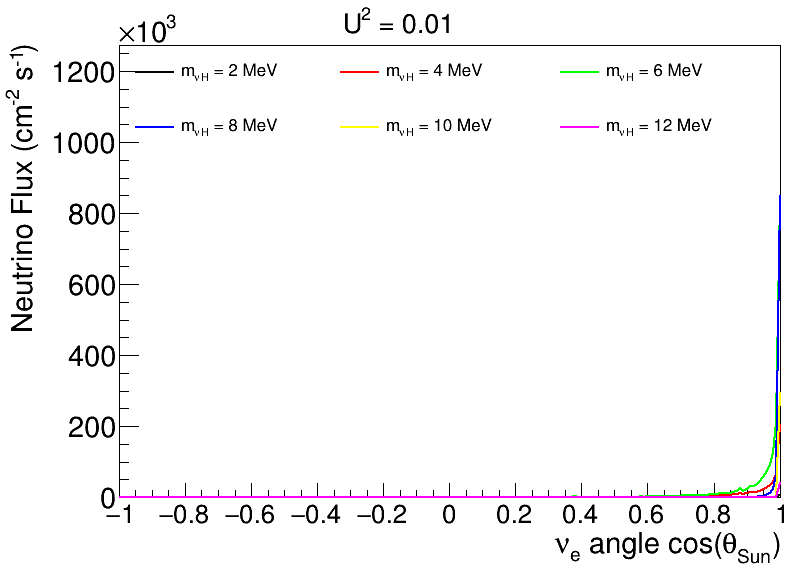 ×10³
U² = 0.01
Neutrino Flux (cm⁻² s⁻¹)
m_νH = 2 MeV m_νH = 4 MeV m_νH = 6 MeV
m_νH = 8 MeV m_νH = 10 MeV m_νH = 12 MeV
1200
1000
800
600
400
200
0
−1 −0.8 −0.6 −0.4 −0.2 0 0.2 0.4 0.6 0.8 1
ν_e angle cos(θ_Sun)